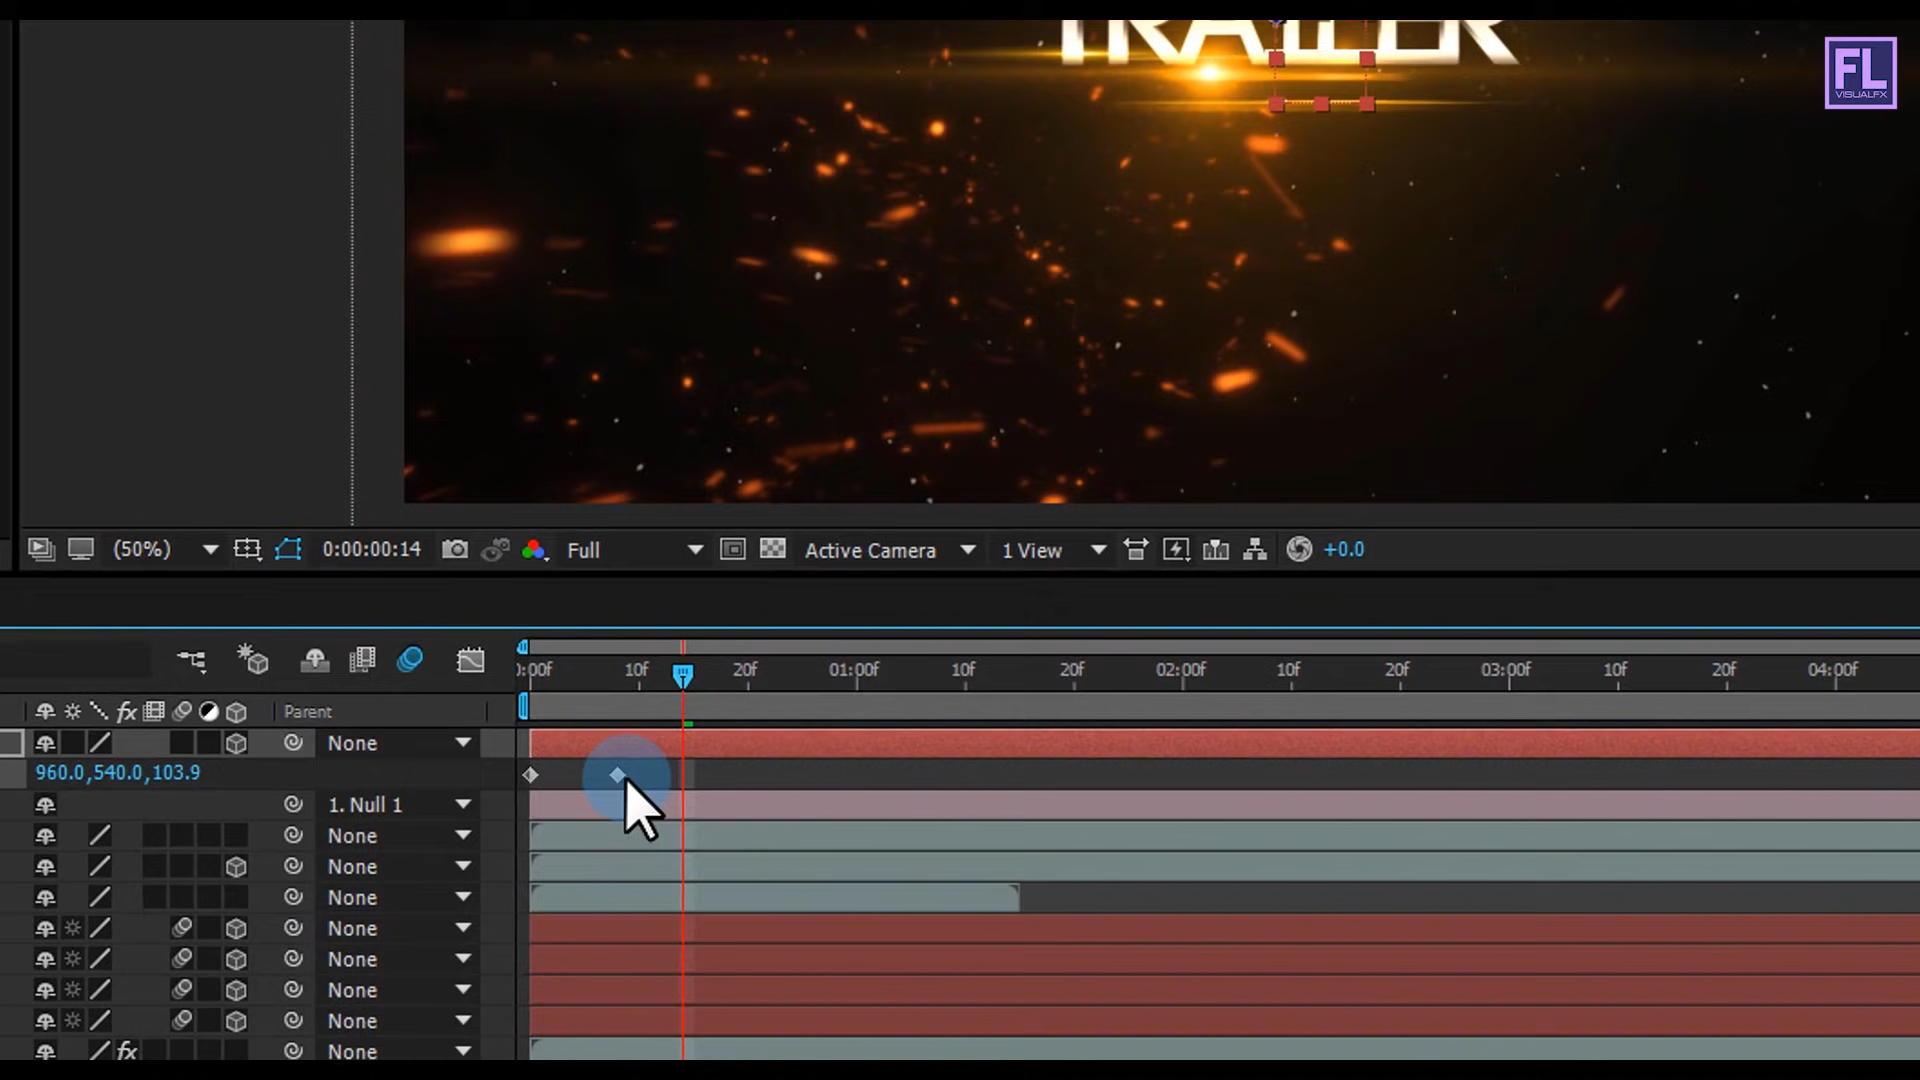 TRAILER
FL
VISUALFX
(50%)
0:00:00:14
Full
Active Camera
1 View
+0.0
0:00f 10f 20f 01:00f 10f 20f 02:00f 10f 20f 03:00f 10f 20f 04:00f
fx
Parent
None
960.0,540.0,103.9
1. Null 1
None
None
None
None
None
None
None
fx
None